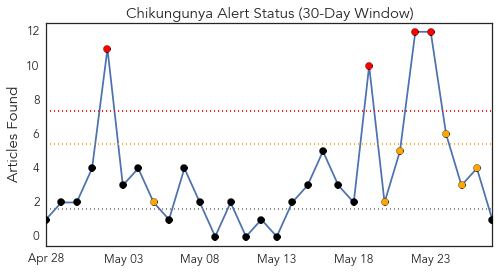 Chikungunya Alert Status (30-Day Window)
Articles Found
12
10
8
6
4
2
0
Apr 28 May 03 May 08 May 13 May 18 May 23